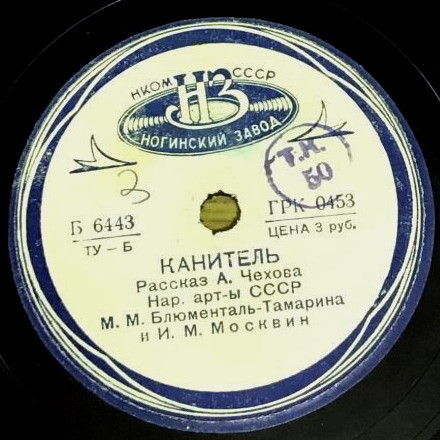 НКОМ НЗ СССР
НОГИНСКИЙ ЗАВОД
Т.К.
50
3
Б 6443
ТУ – Б
ГРК 0453
ЦЕНА 3 руб.
КАНИТЕЛЬ
Рассказ А. Чехова
Нар. арт-ы СССР
М. М. Блюменталь-Тамарина
и И. М. Москвин